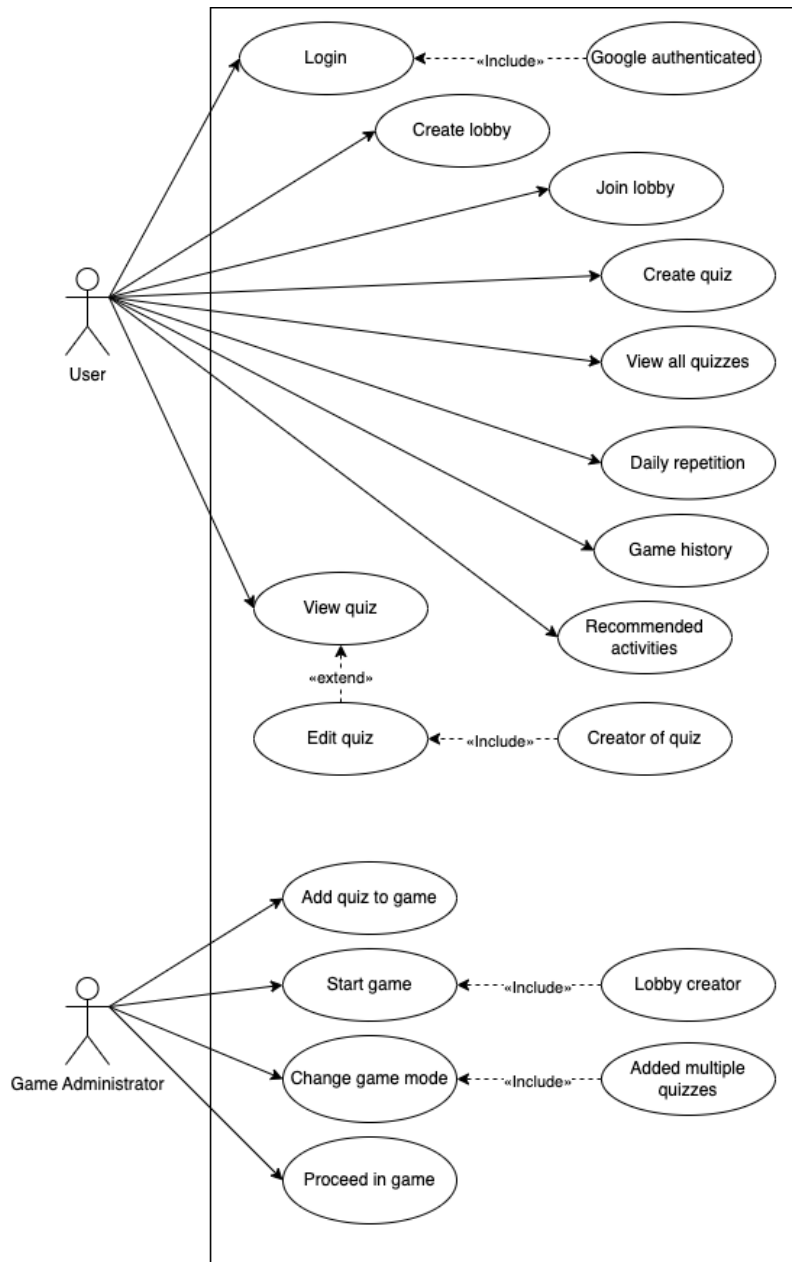 Login
«Include»
Google authenticated
Create lobby
Join lobby
Create quiz
User
View all quizzes
Daily repetition
Game history
View quiz
Recommended
activities
«extend»
Edit quiz
«Include»
Creator of quiz
Add quiz to game
Start game
«Include»
Lobby creator
Game Administrator
Change game mode
«Include»
Added multiple
quizzes
Proceed in game